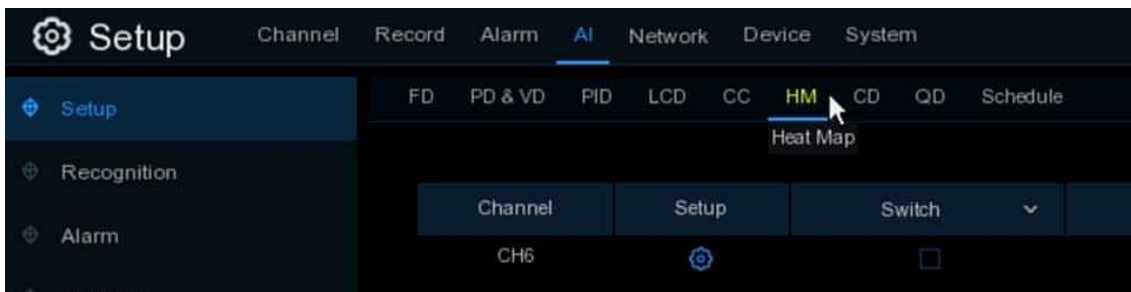 Setup Channel Record Alarm AI Network Device System
Setup
FD PD & VD PID LCD CC HM CD QD Schedule
Heat Map
Recognition
Channel Setup Switch
Alarm
CH6